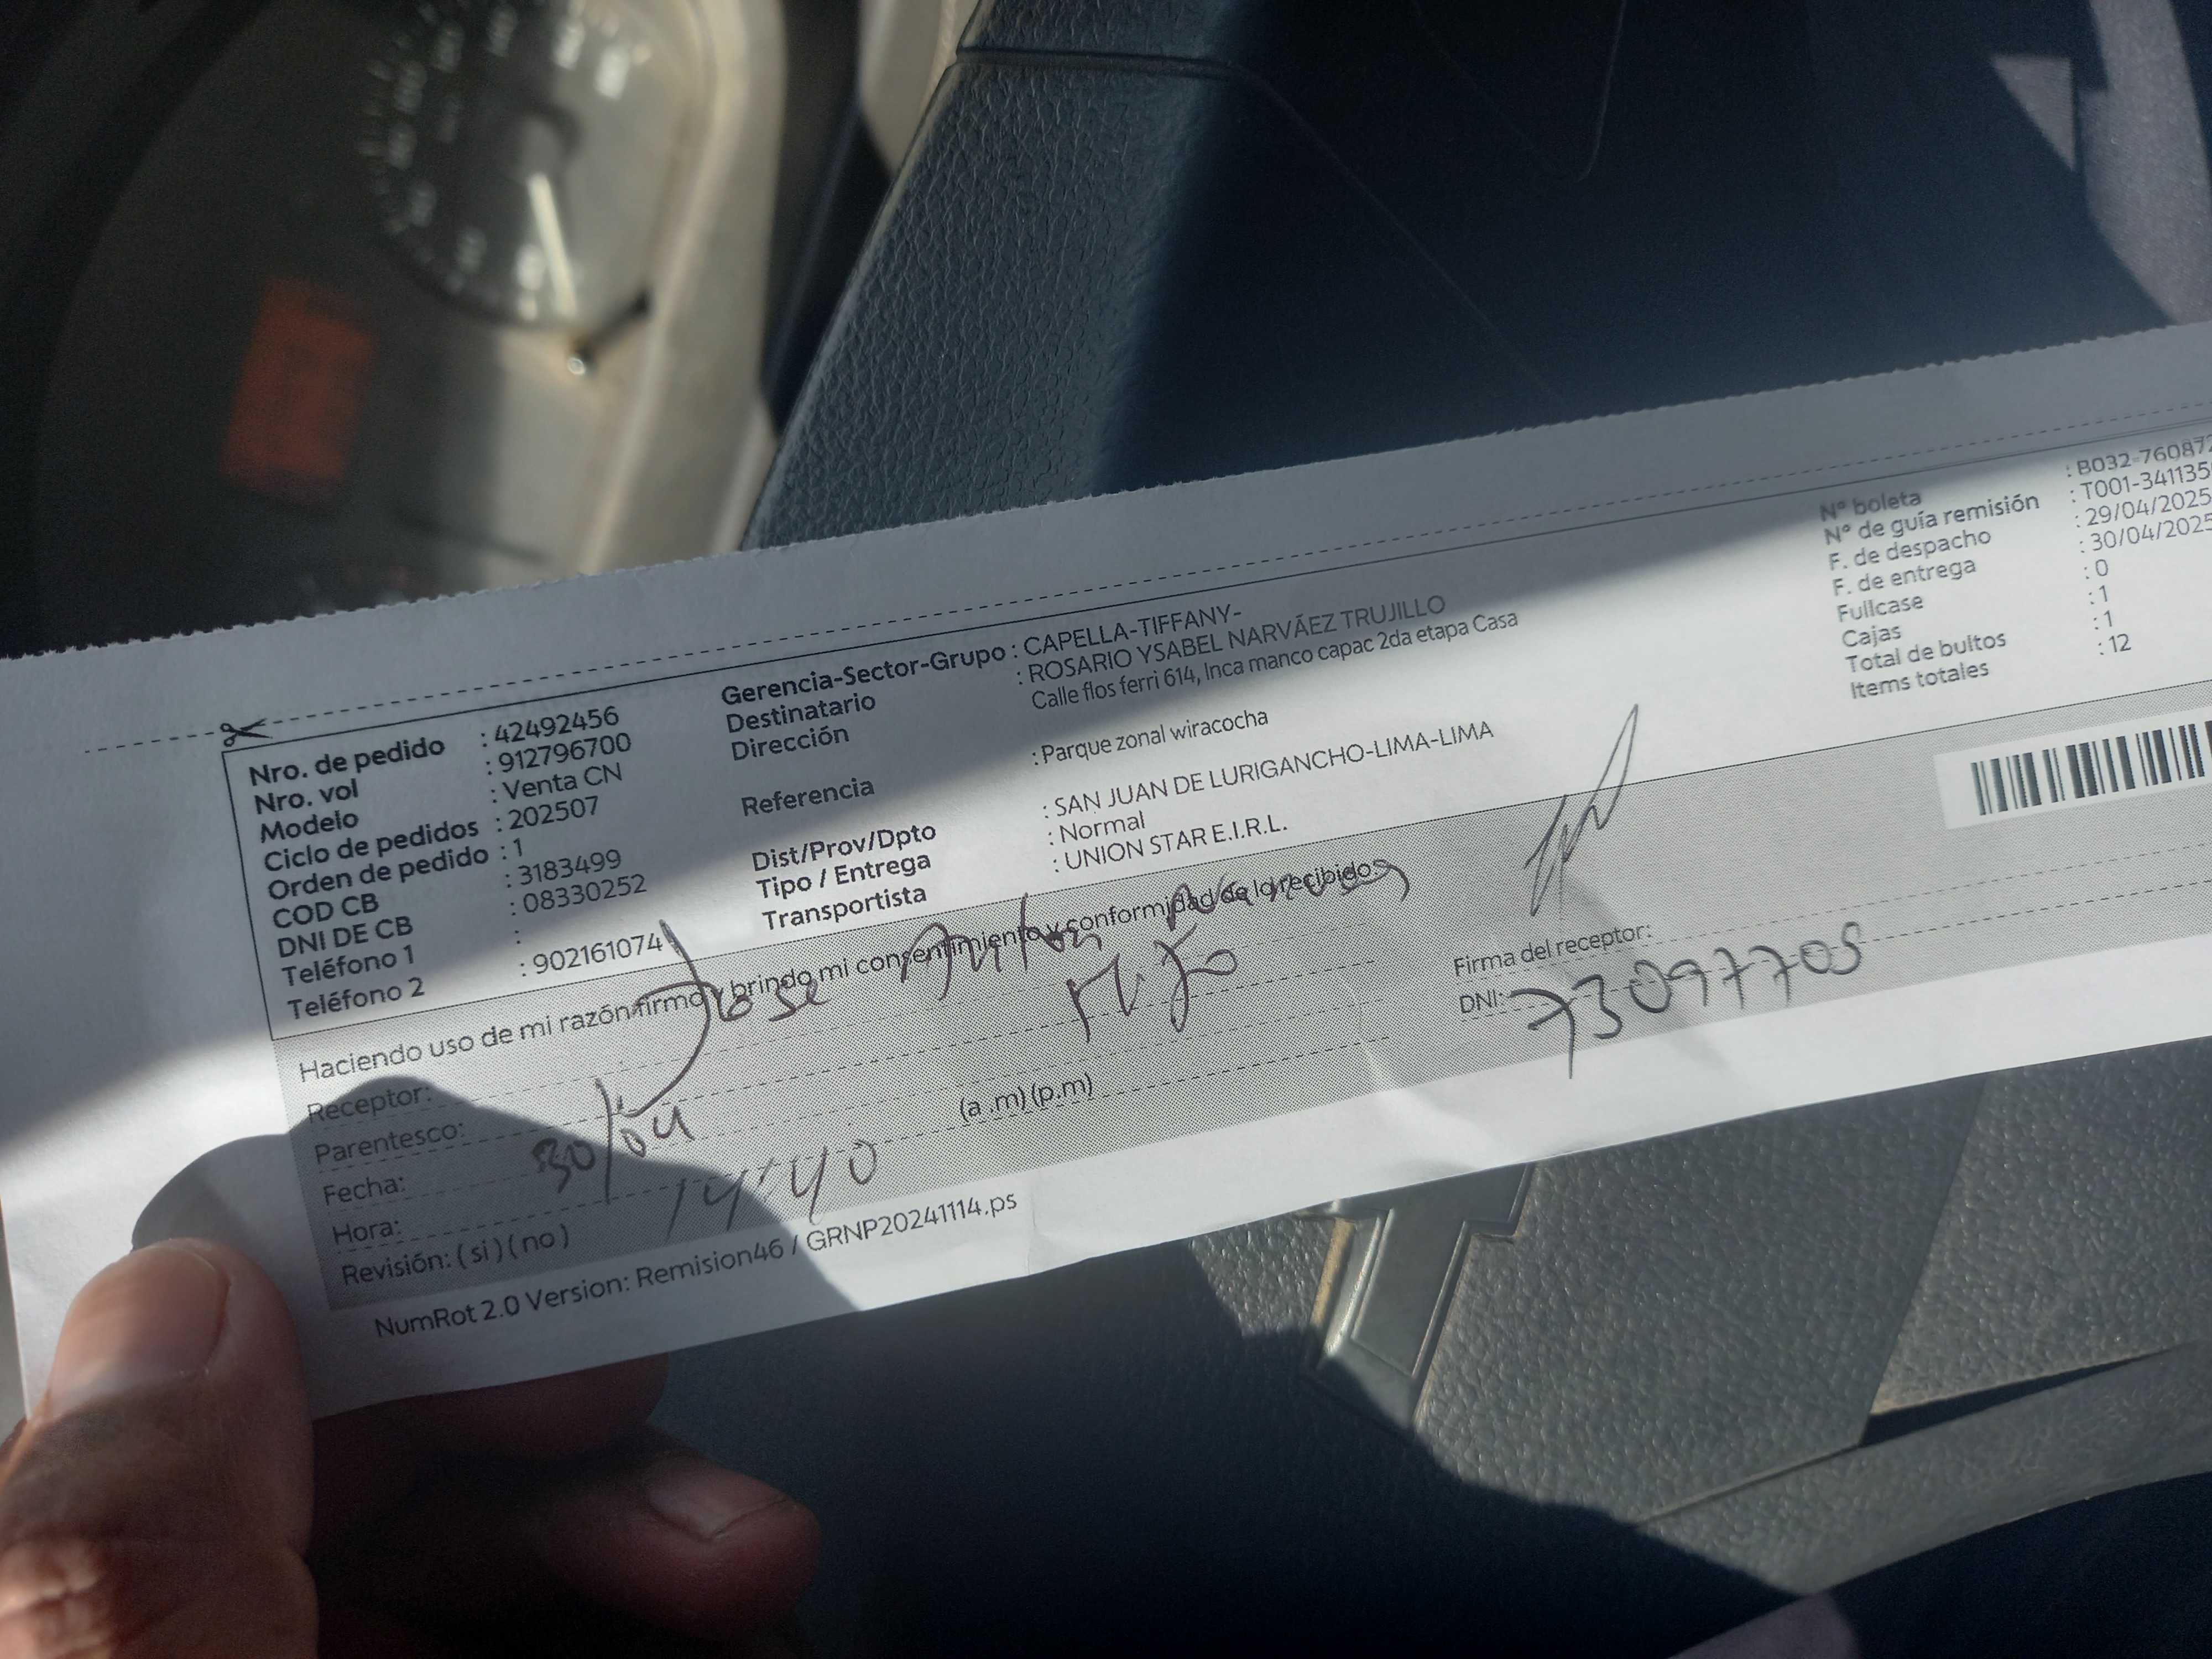 Nro. de pedido : 42492456
Nro. vol : 912796700
Modelo : Venta CN
Ciclo de pedidos : 202507
Orden de pedido : 1
COD CB : 3183499
DNI DE CB : 08330252
Teléfono 1 :
Teléfono 2 : 902161074
Gerencia-Sector-Grupo : CAPELLA-TIFFANY-
Destinatario : ROSARIO YSABEL NARVÁEZ TRUJILLO
Dirección Calle flos ferri 614, Inca manco capac 2da etapa Casa
Referencia : Parque zonal wiracocha
Dist/Prov/Dpto : SAN JUAN DE LURIGANCHO-LIMA-LIMA
Tipo / Entrega : Normal
Transportista : UNION STAR E.I.R.L.
N° boleta : B032-760872
N° de guía remisión : T001-341135
F. de despacho : 29/04/2025
F. de entrega : 30/04/2025
Fullcase : 0
Cajas : 1
Total de bultos : 1
Items totales : 12
Haciendo uso de mi razón firmo y brindo mi consentimiento y conformidad de lo recibido.
Receptor: Jose
Parentesco: Hijo
Fecha: 30/04
Hora: 14:40 (a .m) (p.m)
Revisión: ( si ) ( no )
Firma del receptor:
DNI: 73097705
NumRot 2.0 Version: Remision46 / GRNP20241114.ps